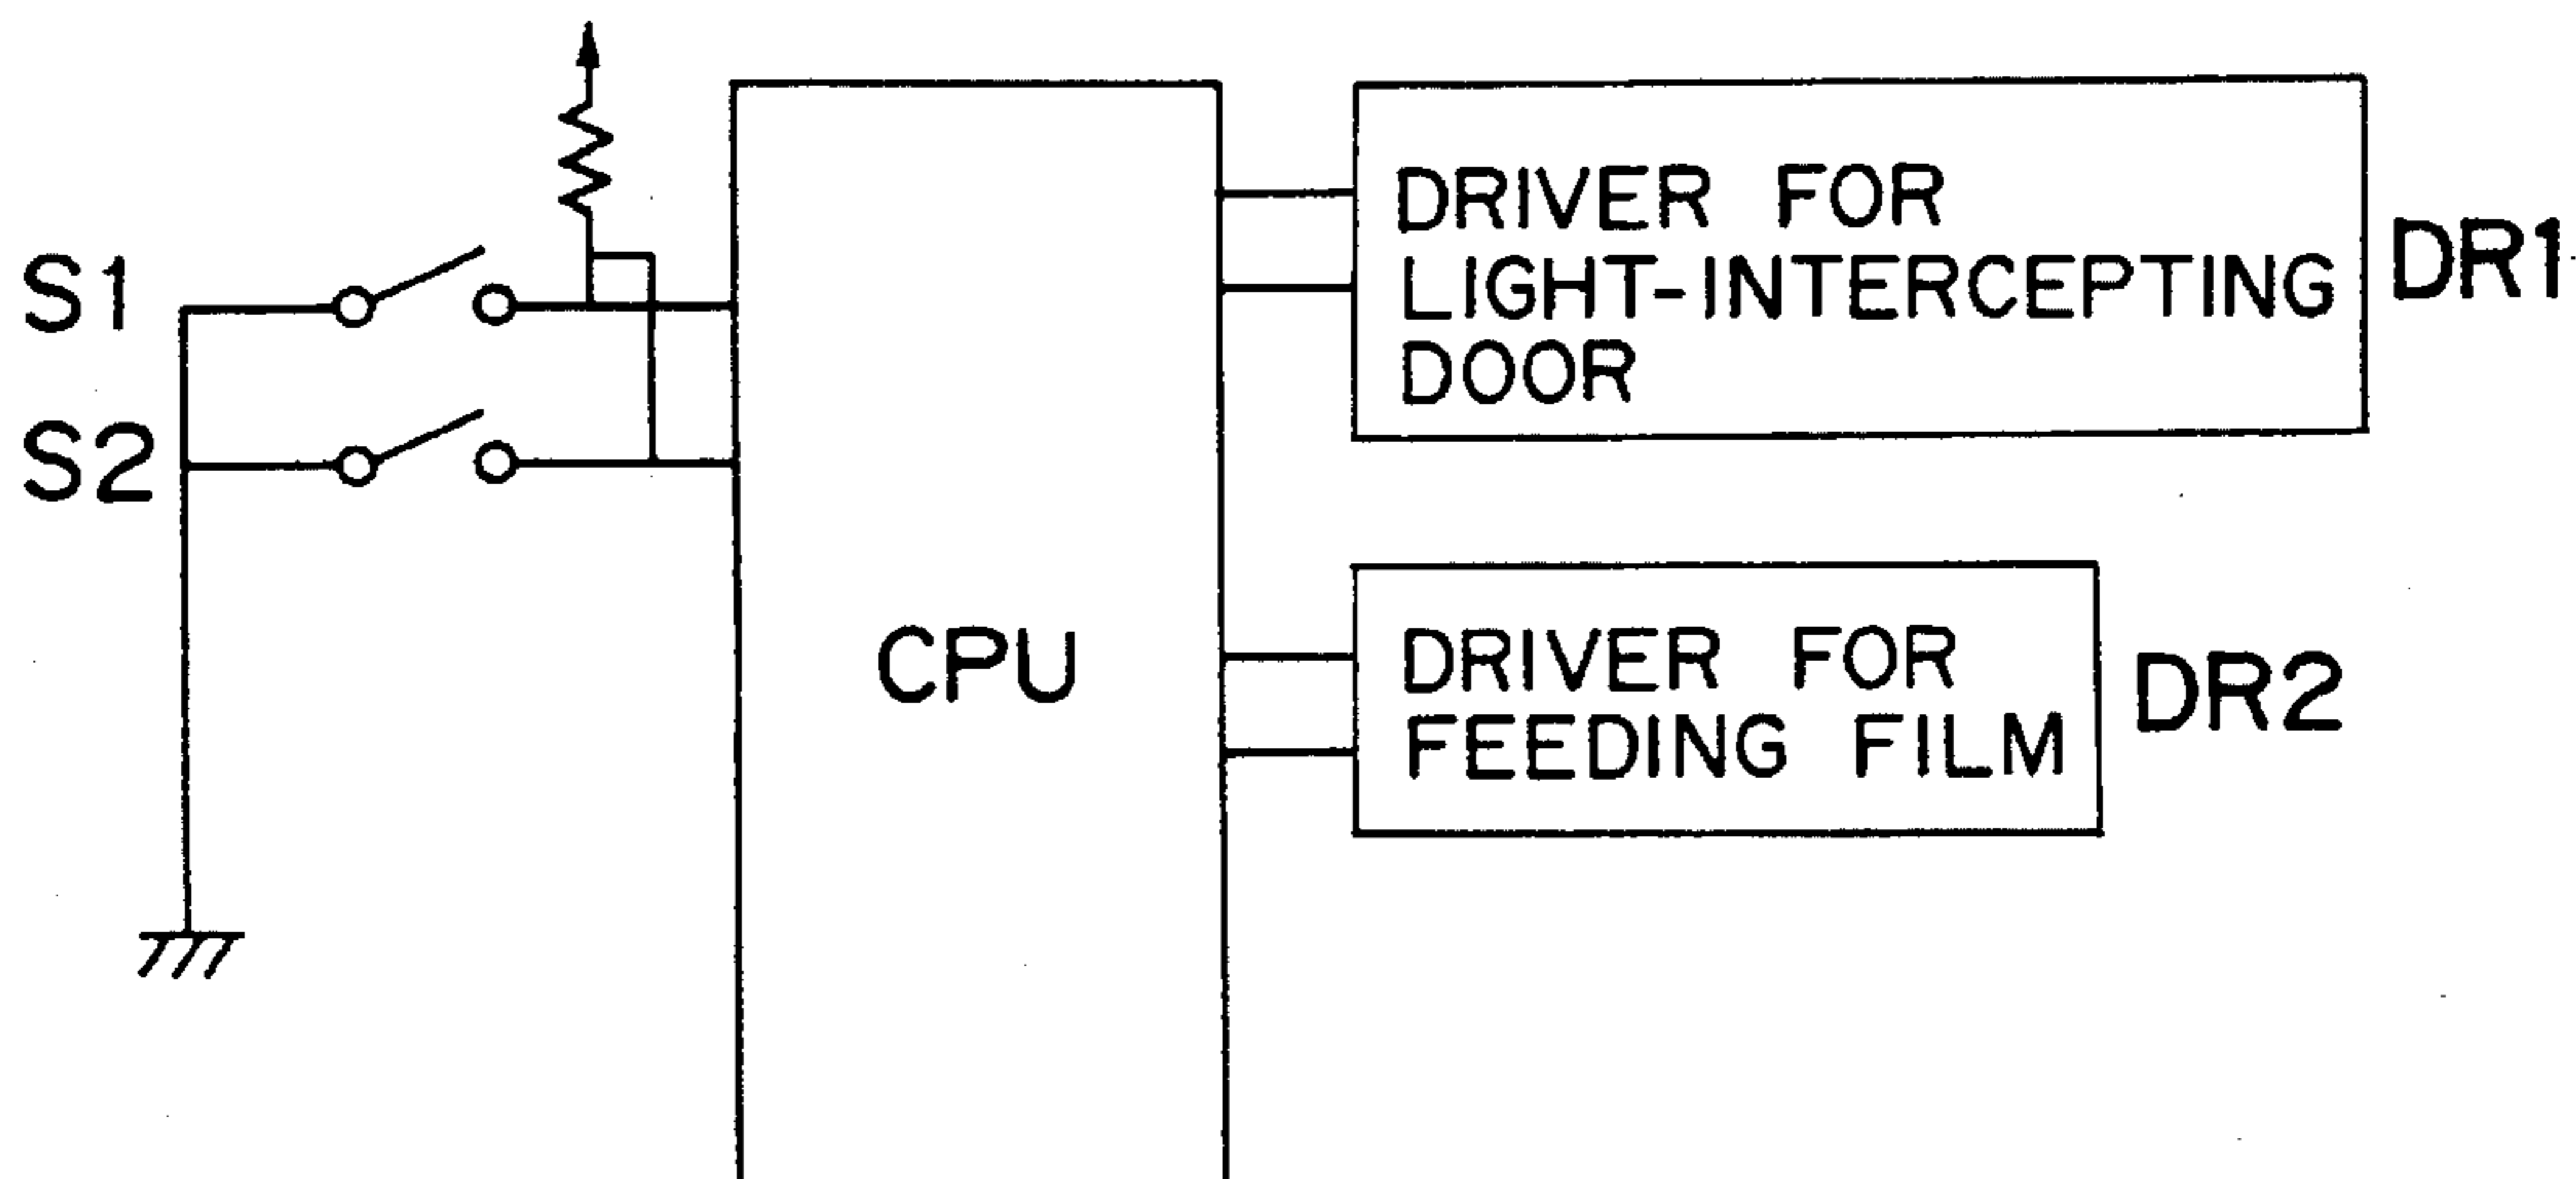 S1
S2
CPU
DRIVER FOR
LIGHT-INTERCEPTING
DOOR
DR1
DRIVER FOR
FEEDING FILM
DR2